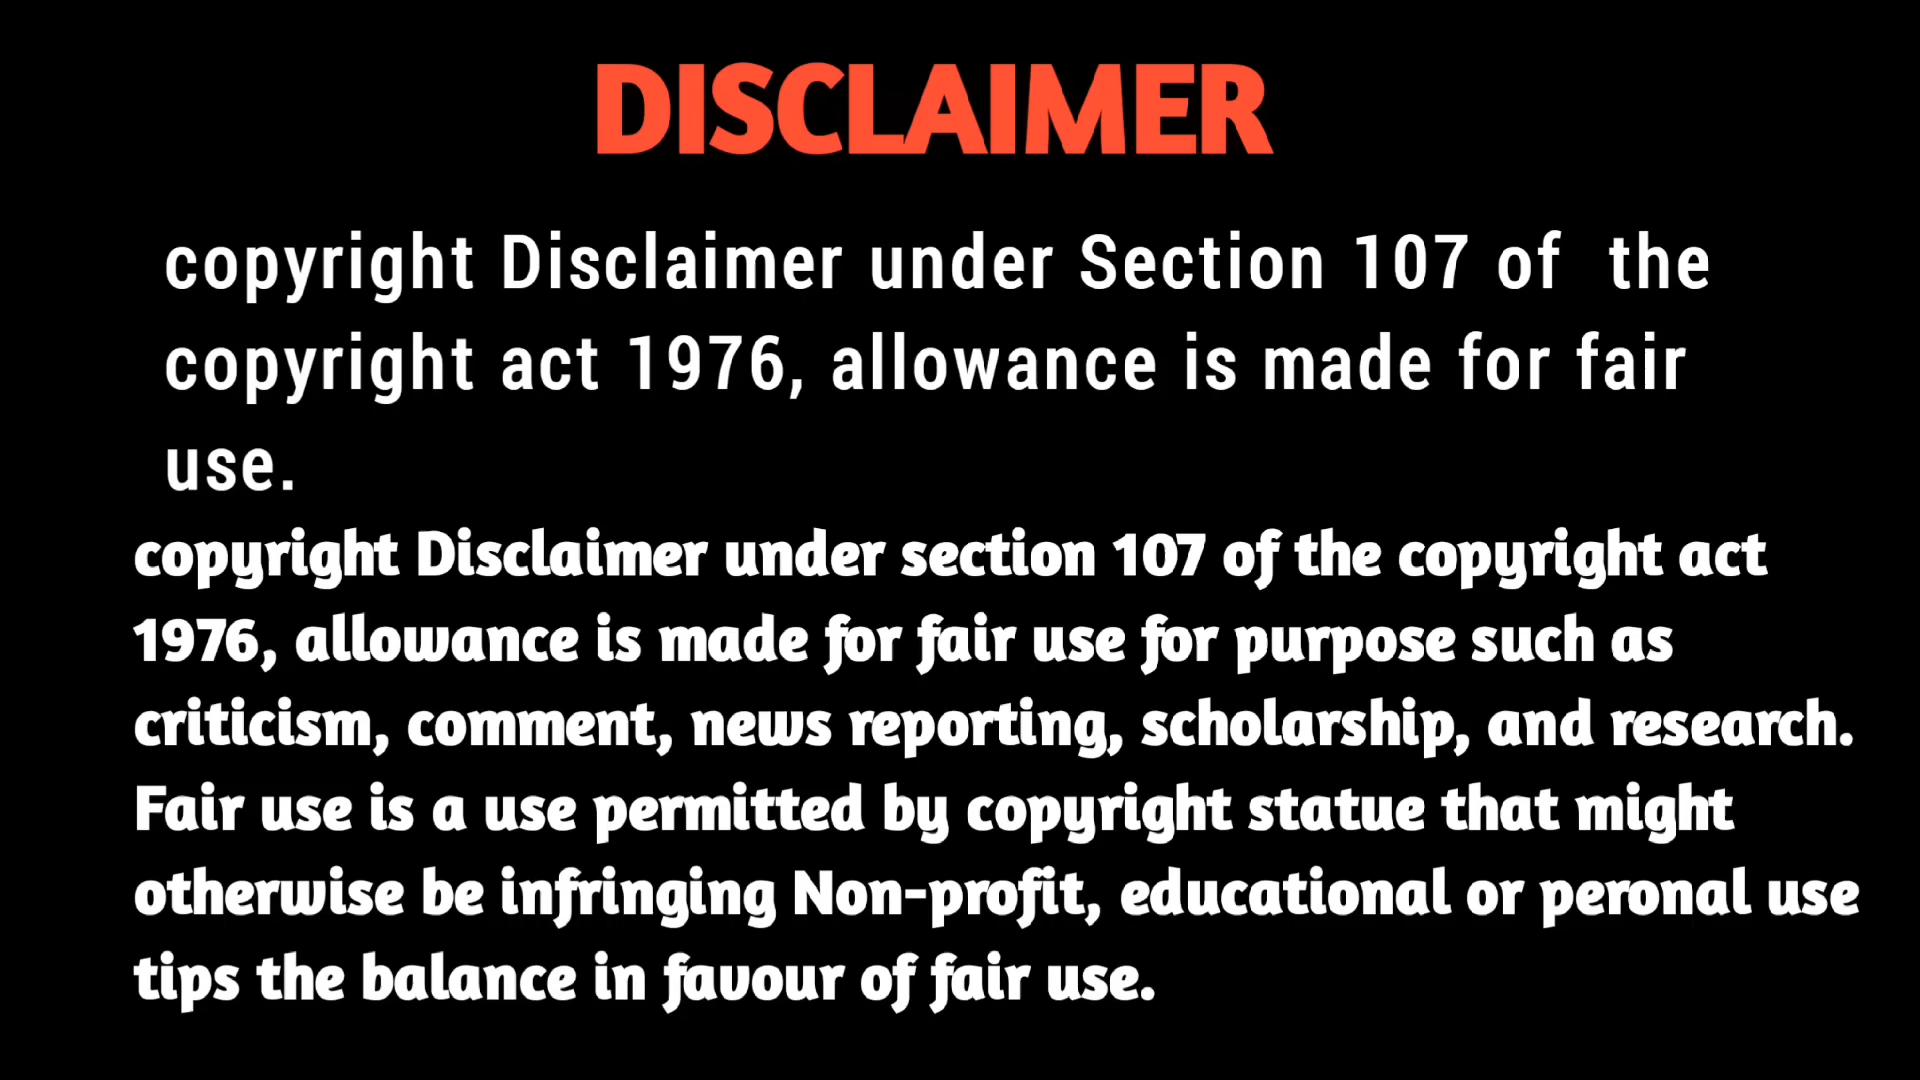 DISCLAIMER
copyright Disclaimer under Section 107 of the
copyright act 1976, allowance is made for fair
use.
copyright Disclaimer under section 107 of the copyright act
1976, allowance is made for fair use for purpose such as
criticism, comment, news reporting, scholarship, and research.
Fair use is a use permitted by copyright statue that might
otherwise be infringing Non-profit, educational or peronal use
tips the balance in favour of fair use.